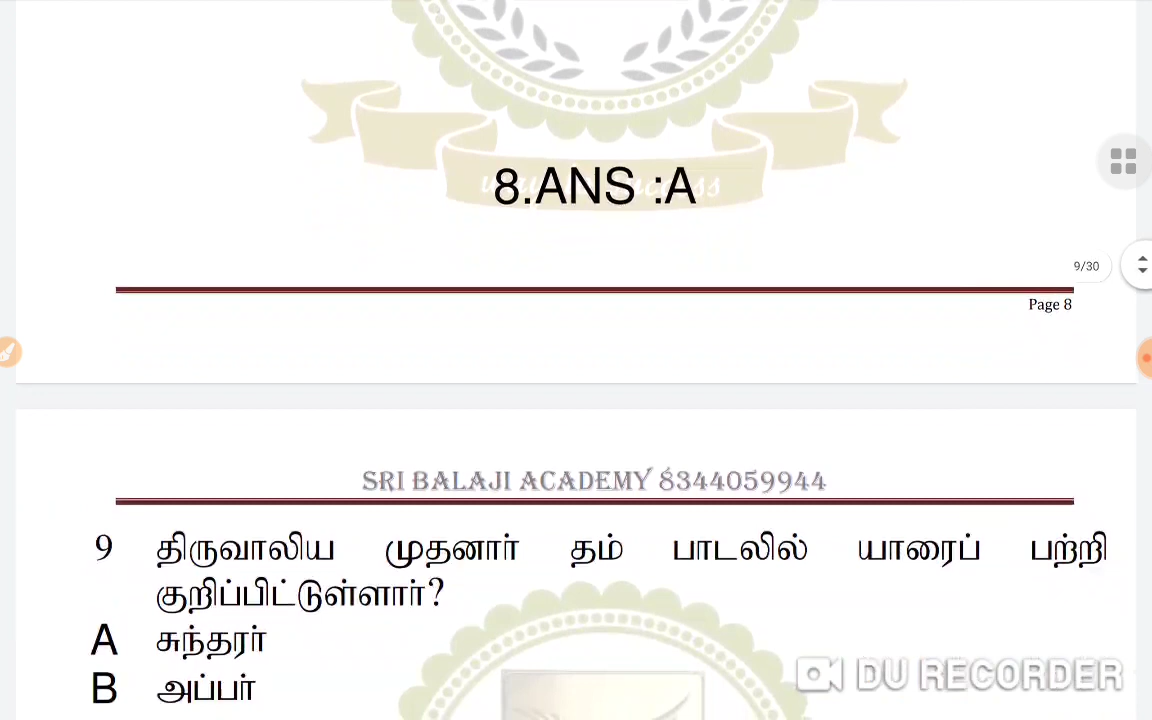 8.ANS :A
9/30
Page 8
SRI BALAJI ACADEMY 8344059944
9 திருவாலிய முதனார் தம் பாடலில் யாரைப் பற்றி
குறிப்பிட்டுள்ளார்?
A சுந்தரர்
B அப்பர்
DU RECORDER